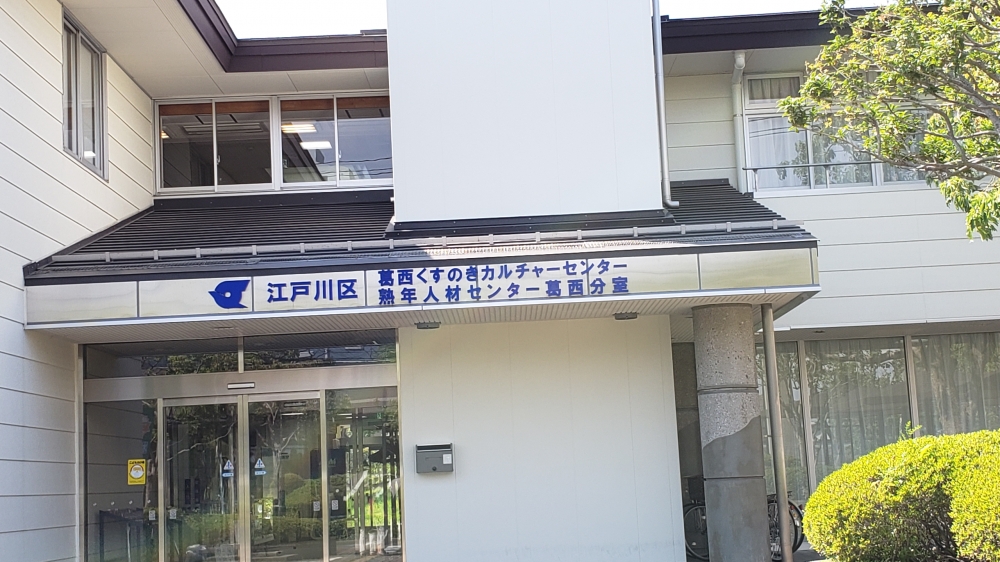 江戸川区
葛西くすのきカルチャーセンター
熟年人材センター葛西分室